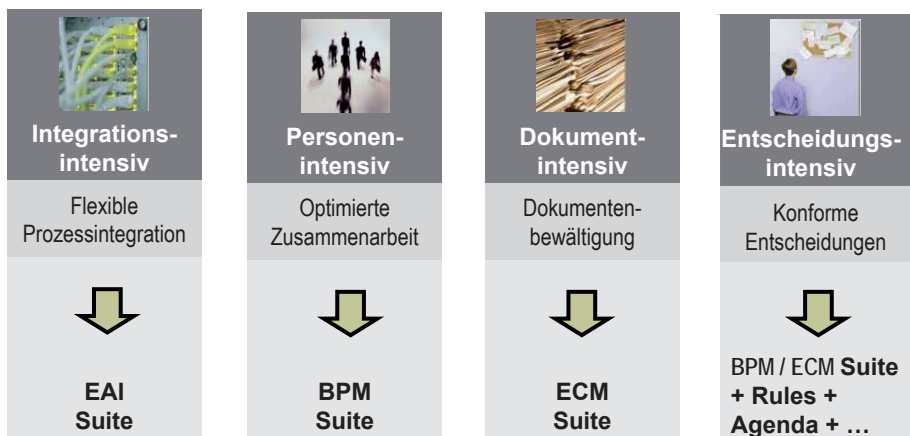 Integrations-
intensiv
Flexible
Prozessintegration
EAI
Suite
Personen-
intensiv
Optimierte
Zusammenarbeit
BPM
Suite
Dokument-
intensiv
Dokumenten-
bewältigung
ECM
Suite
Entscheidungs-
intensiv
Konforme
Entscheidungen
BPM / ECM Suite
+ Rules +
Agenda + ...